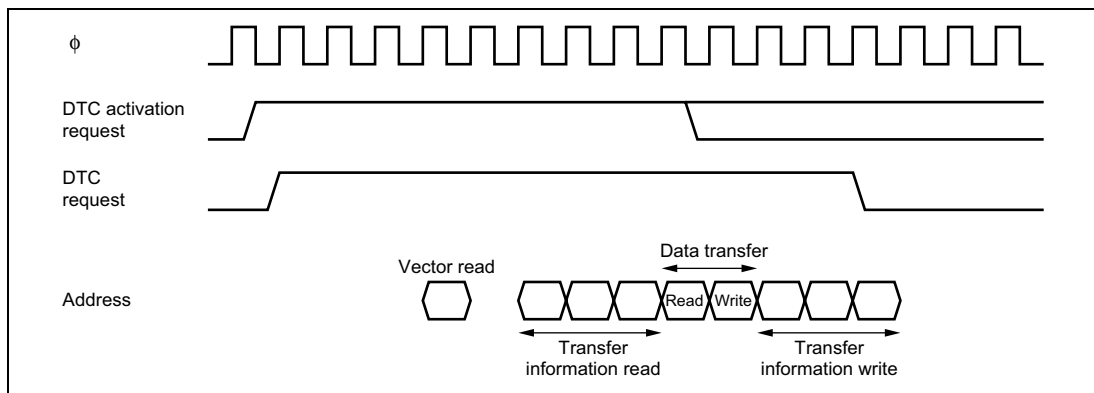 ϕ
DTC activation
request
DTC
request
Data transfer
Vector read
Address
Read
Write
Transfer
information read
Transfer
information write